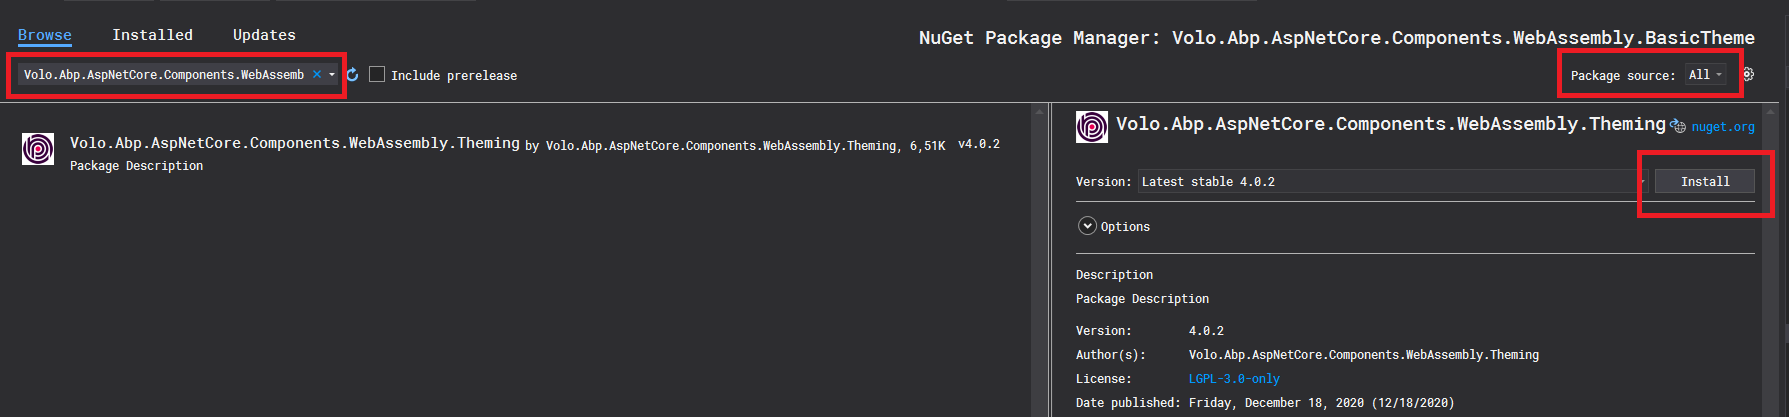 Browse Installed Updates
NuGet Package Manager: Volo.Abp.AspNetCore.Components.WebAssembly.BasicTheme
Volo.Abp.AspNetCore.Components.WebAssemb
Include prerelease
Package source: All
Volo.Abp.AspNetCore.Components.WebAssembly.Theming by Volo.Abp.AspNetCore.Components.WebAssembly.Theming, 6,51K v4.0.2
Package Description
Volo.Abp.AspNetCore.Components.WebAssembly.Theming nuget.org
Version: Latest stable 4.0.2 Install
Options
Description
Package Description
Version: 4.0.2
Author(s): Volo.Abp.AspNetCore.Components.WebAssembly.Theming
License: LGPL-3.0-only
Date published: Friday, December 18, 2020 (12/18/2020)